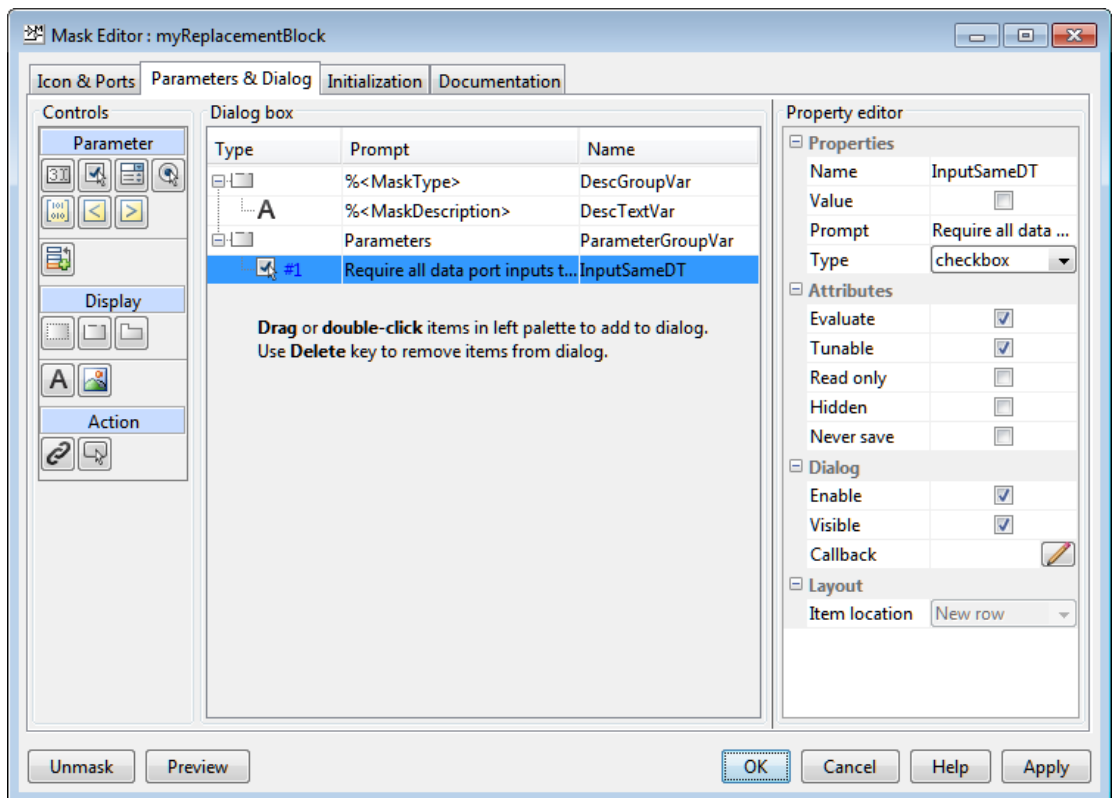 Mask Editor : myReplacementBlock
Icon & Ports Parameters & Dialog Initialization Documentation
Controls
Parameter
Display
A
Action
Dialog box
Type Prompt Name
%<MaskType> DescGroupVar
A %<MaskDescription> DescTextVar
Parameters ParameterGroupVar
#1 Require all data port inputs t... InputSameDT
Drag or double-click items in left palette to add to dialog.
Use Delete key to remove items from dialog.
Property editor
Properties
Name InputSameDT
Value
Prompt Require all data ...
Type checkbox
Attributes
Evaluate
Tunable
Read only
Hidden
Never save
Dialog
Enable
Visible
Callback
Layout
Item location New row
Unmask Preview OK Cancel Help Apply